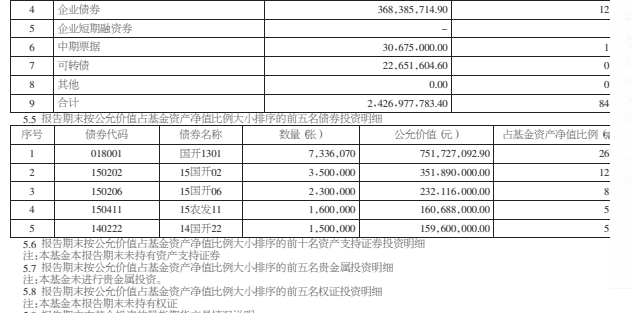 4 企业债券 368,385,714.90 12
5 企业短期融资券 –
6 中期票据 30,675,000.00 1
7 可转债 22,651,604.60 0
8 其他 0.00 0
9 合计 2,426,977,783.40 84
5.5 报告期末按公允价值占基金资产净值比例大小排序的前五名债券投资明细
序号 债券代码 债券名称 数量（张） 公允价值（元） 占基金资产净值比例（%
1 018001 国开1301 7,336,070 751,727,092.90 26
2 150202 15国开02 3,500,000 351,890,000.00 12
3 150206 15国开06 2,300,000 232,116,000.00 8
4 150411 15农发11 1,600,000 160,688,000.00 5
5 140222 14国开22 1,500,000 159,600,000.00 5
5.6 报告期末按公允价值占基金资产净值比例大小排序的前十名资产支持证券投资明细
注:本基金本报告期末未持有资产支持证券
5.7 报告期末按公允价值占基金资产净值比例大小排序的前五名贵金属投资明细
注:本基金未进行贵金属投资。
5.8 报告期末按公允价值占基金资产净值比例大小排序的前五名权证投资明细
注:本基金本报告期末未持有权证